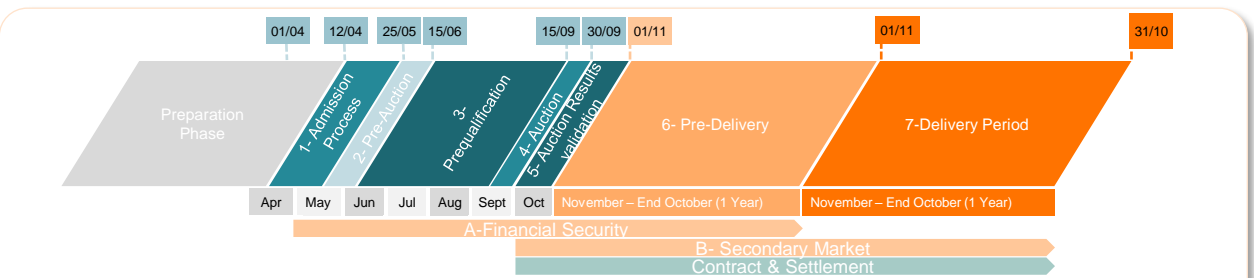 01/04
12/04
25/05
15/06
15/09
30/09
01/11
01/11
31/10
Preparation
Phase
1- Admission
Process
2- Pre-Auction
3-
Prequalification
4- Auction
5- Auction Results
validation
6- Pre-Delivery
7-Delivery Period
Apr
May
Jun
Jul
Aug
Sept
Oct
November – End October (1 Year)
November – End October (1 Year)
A-Financial Security
B- Secondary Market
Contract & Settlement